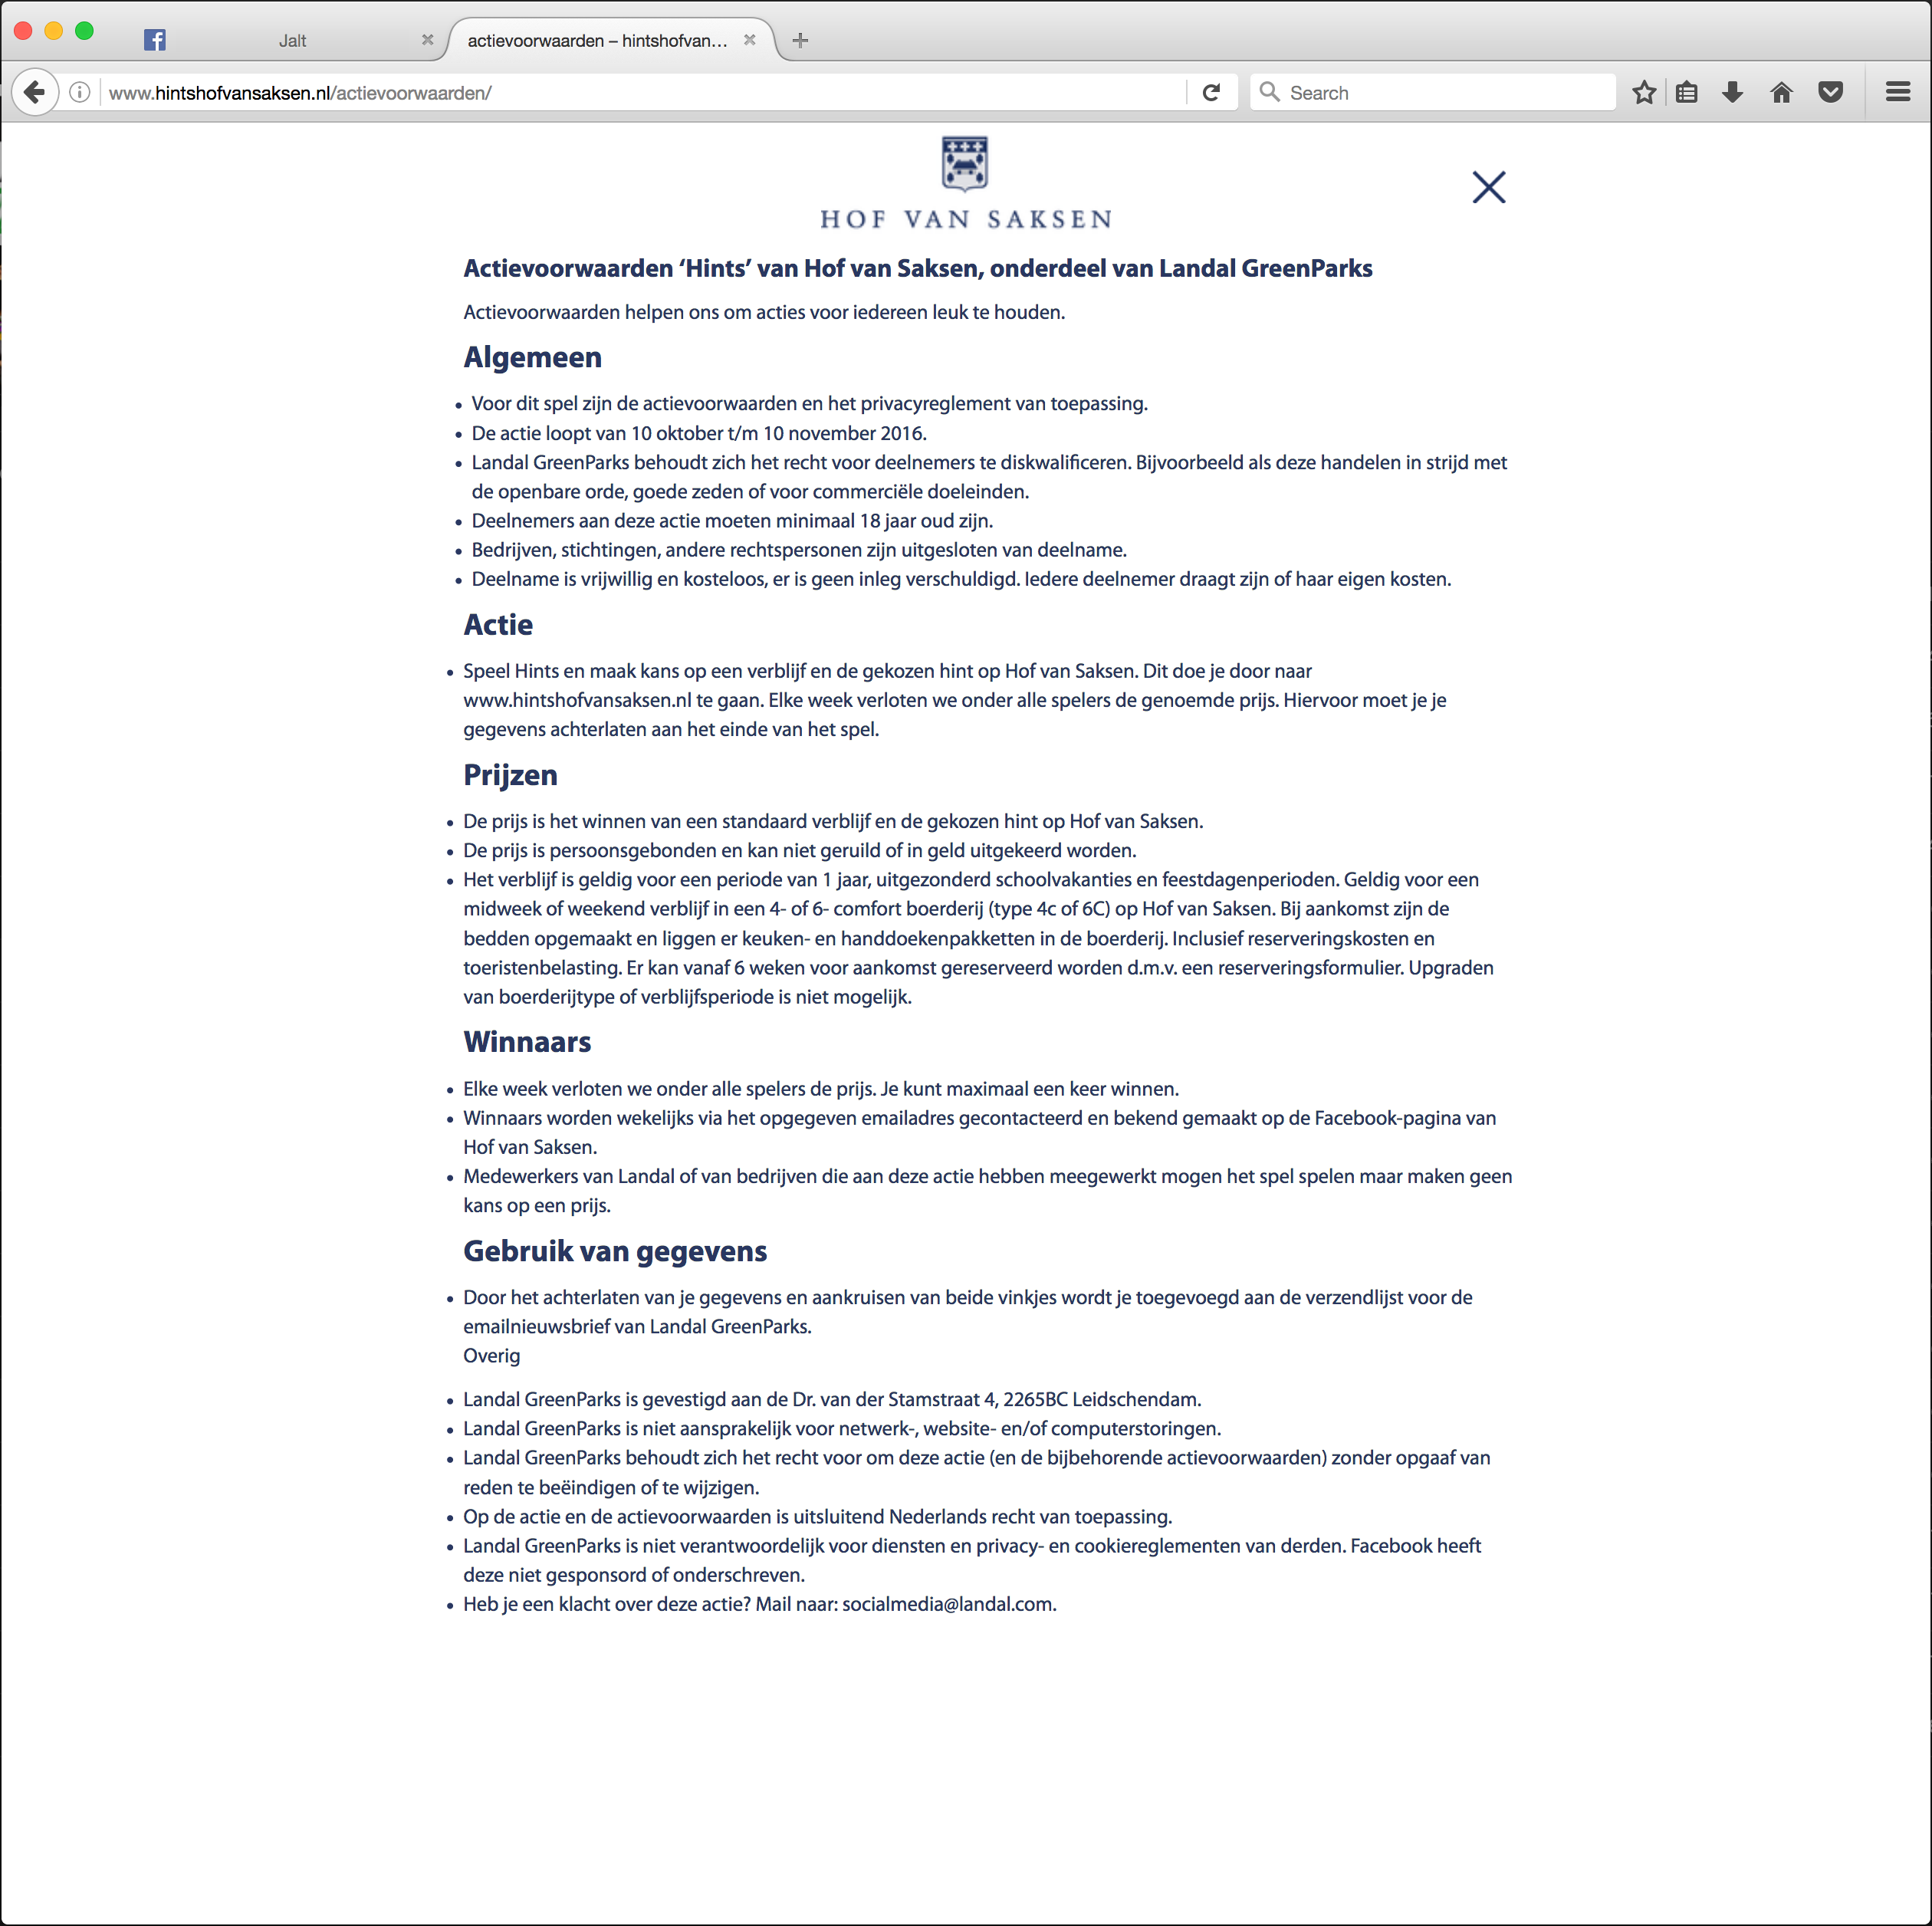 Jalt
actievoorwaarden – hintshofvan...
www.hintshofvansaksen.nl/actievoorwaarden/
Search
HOF VAN SAKSEN
Actievoorwaarden ‘Hints’ van Hof van Saksen, onderdeel van Landal GreenParks
Actievoorwaarden helpen ons om acties voor iedereen leuk te houden.
Algemeen
• Voor dit spel zijn de actievoorwaarden en het privacyreglement van toepassing.
• De actie loopt van 10 oktober t/m 10 november 2016.
• Landal GreenParks behoudt zich het recht voor deelnemers te diskwalificeren. Bijvoorbeeld als deze handelen in strijd met
de openbare orde, goede zeden of voor commerciële doeleinden.
• Deelnemers aan deze actie moeten minimaal 18 jaar oud zijn.
• Bedrijven, stichtingen, andere rechtspersonen zijn uitgesloten van deelname.
• Deelname is vrijwillig en kosteloos, er is geen inleg verschuldigd. Iedere deelnemer draagt zijn of haar eigen kosten.
Actie
• Speel Hints en maak kans op een verblijf en de gekozen hint op Hof van Saksen. Dit doe je door naar
www.hintshofvansaksen.nl te gaan. Elke week verloten we onder alle spelers de genoemde prijs. Hiervoor moet je je
gegevens achterlaten aan het einde van het spel.
Prijzen
• De prijs is het winnen van een standaard verblijf en de gekozen hint op Hof van Saksen.
• De prijs is persoonsgebonden en kan niet geruild of in geld uitgekeerd worden.
• Het verblijf is geldig voor een periode van 1 jaar, uitgezonderd schoolvakanties en feestdagenperioden. Geldig voor een
midweek of weekend verblijf in een 4- of 6- comfort boerderij (type 4c of 6C) op Hof van Saksen. Bij aankomst zijn de
bedden opgemaakt en liggen er keuken- en handdoekenpakketten in de boerderij. Inclusief reserveringskosten en
toeristenbelasting. Er kan vanaf 6 weken voor aankomst gereserveerd worden d.m.v. een reserveringsformulier. Upgraden
van boerderijtype of verblijfsperiode is niet mogelijk.
Winnaars
• Elke week verloten we onder alle spelers de prijs. Je kunt maximaal een keer winnen.
• Winnaars worden wekelijks via het opgegeven emailadres gecontacteerd en bekend gemaakt op de Facebook-pagina van
Hof van Saksen.
• Medewerkers van Landal of van bedrijven die aan deze actie hebben meegewerkt mogen het spel spelen maar maken geen
kans op een prijs.
Gebruik van gegevens
• Door het achterlaten van je gegevens en aankruisen van beide vinkjes wordt je toegevoegd aan de verzendlijst voor de
emailnieuwsbrief van Landal GreenParks.
Overig
• Landal GreenParks is gevestigd aan de Dr. van der Stamstraat 4, 2265BC Leidschendam.
• Landal GreenParks is niet aansprakelijk voor netwerk-, website- en/of computerstoringen.
• Landal GreenParks behoudt zich het recht voor om deze actie (en de bijbehorende actievoorwaarden) zonder opgaaf van
reden te beëindigen of te wijzigen.
• Op de actie en de actievoorwaarden is uitsluitend Nederlands recht van toepassing.
• Landal GreenParks is niet verantwoordelijk voor diensten en privacy- en cookiereglementen van derden. Facebook heeft
deze niet gesponsord of onderschreven.
• Heb je een klacht over deze actie? Mail naar: socialmedia@landal.com.